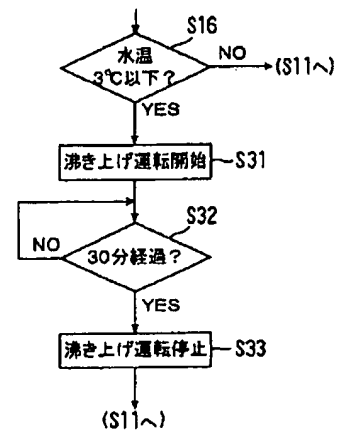 S16
水温
3℃以下?
NO
(S11へ)
YES
沸き上げ運転開始
S31
S32
NO
30分経過?
YES
沸き上げ運転停止
S33
(S11へ)